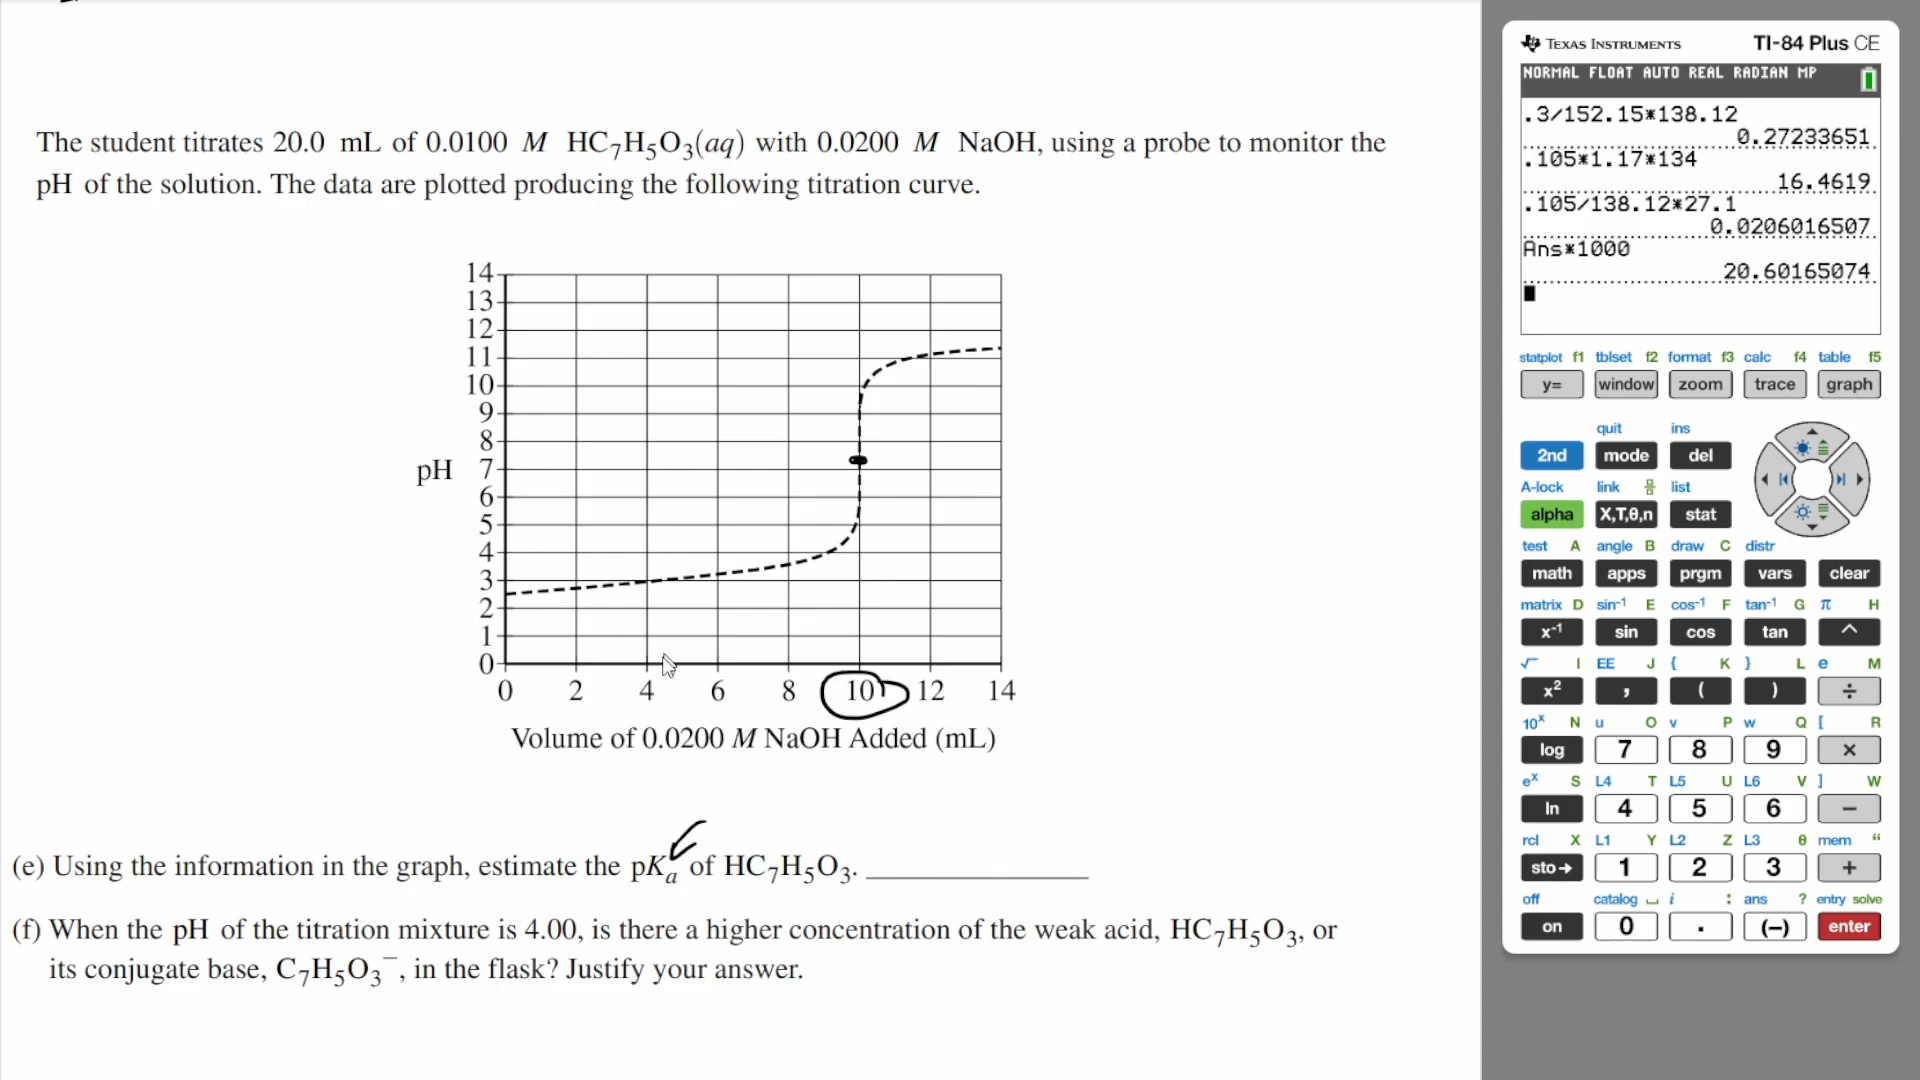 The student titrates 20.0 mL of 0.0100 M HC₇H₅O₃(aq) with 0.0200 M NaOH, using a probe to monitor the
pH of the solution. The data are plotted producing the following titration curve.
14
13
12
11
10
9
8
pH 7
6
5
4
3
2
1
0
0 2 4 6 8 10 12 14
Volume of 0.0200 M NaOH Added (mL)
(e) Using the information in the graph, estimate the pKₐ of HC₇H₅O₃. ____________
(f) When the pH of the titration mixture is 4.00, is there a higher concentration of the weak acid, HC₇H₅O₃, or
its conjugate base, C₇H₅O₃⁻, in the flask? Justify your answer.
TEXAS INSTRUMENTS TI-84 Plus CE
NORMAL FLOAT AUTO REAL RADIAN MP
.3/152.15*138.12
0.27233651
.105*1.17*134
16.4619
.105/138.12*27.1
0.0206016507
Ans*1000
20.60165074
statplot f1 tblset f2 format f3 calc f4 table f5
y= window zoom trace graph
quit ins
2nd mode del
A-lock link list
alpha X,T,θ,n stat
test A angle B draw C distr
math apps prgm vars clear
matrix D sin⁻¹ E cos⁻¹ F tan⁻¹ G π H
x⁻¹ sin cos tan ^
√ I EE J { K } L e M
x² , ( ) ÷
10ˣ N u O v P w Q [ R
log 7 8 9 ×
eˣ S L4 T L5 U L6 V ] W
ln 4 5 6 −
rcl X L1 Y L2 Z L3 θ mem “
sto→ 1 2 3 +
off catalog ⎵ i : ans ? entry solve
on 0 . (−) enter